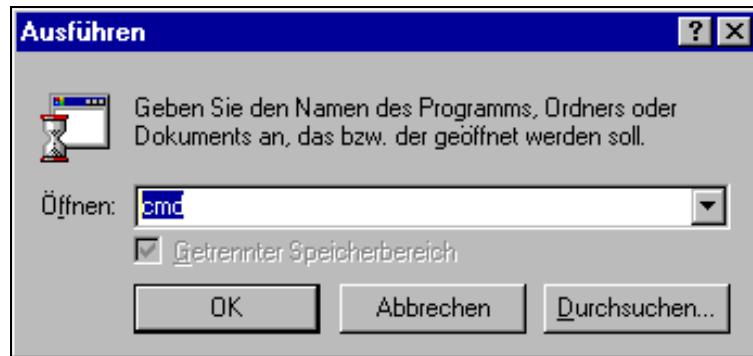 Ausführen
Geben Sie den Namen des Programms, Ordners oder
Dokuments an, das bzw. der geöffnet werden soll.
Öffnen: cmd
Getrennter Speicherbereich
OK Abbrechen Durchsuchen...